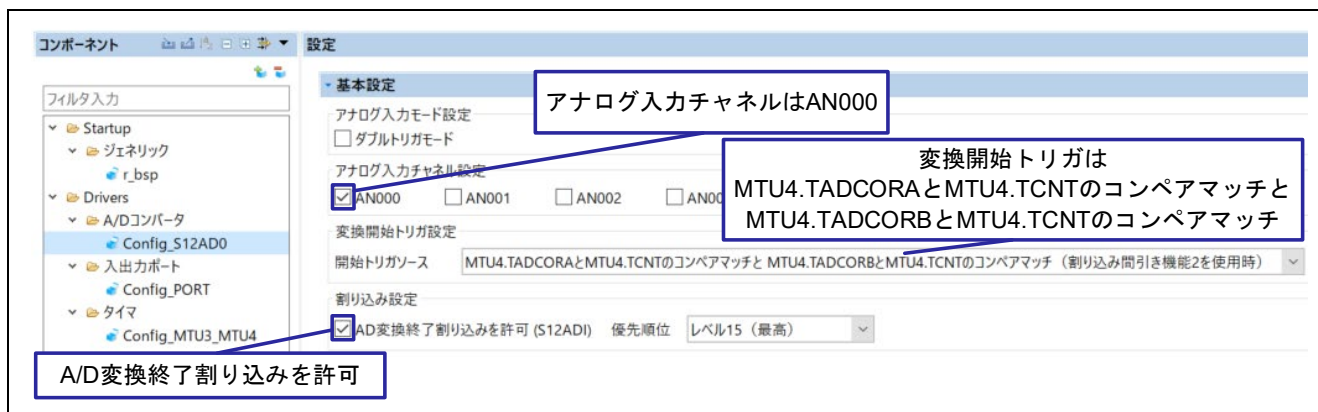 コンポーネント
設定
フィルタ入力
Startup
ジェネリック
r_bsp
Drivers
A/Dコンバータ
Config_S12AD0
入出力ポート
Config_PORT
タイマ
Config_MTU3_MTU4
基本設定
アナログ入力モード設定
ダブルトリガモード
アナログ入力チャネルはAN000
アナログ入力チャネル設定
AN000 AN001 AN002
変換開始トリガは
MTU4.TADCORAとMTU4.TCNTのコンペアマッチと
MTU4.TADCORBとMTU4.TCNTのコンペアマッチ
変換開始トリガ設定
開始トリガソース MTU4.TADCORAとMTU4.TCNTのコンペアマッチと MTU4.TADCORBとMTU4.TCNTのコンペアマッチ（割り込み間引き機能2を使用時）
割り込み設定
AD変換終了割り込みを許可 (S12ADI) 優先順位 レベル15（最高）
A/D変換終了割り込みを許可